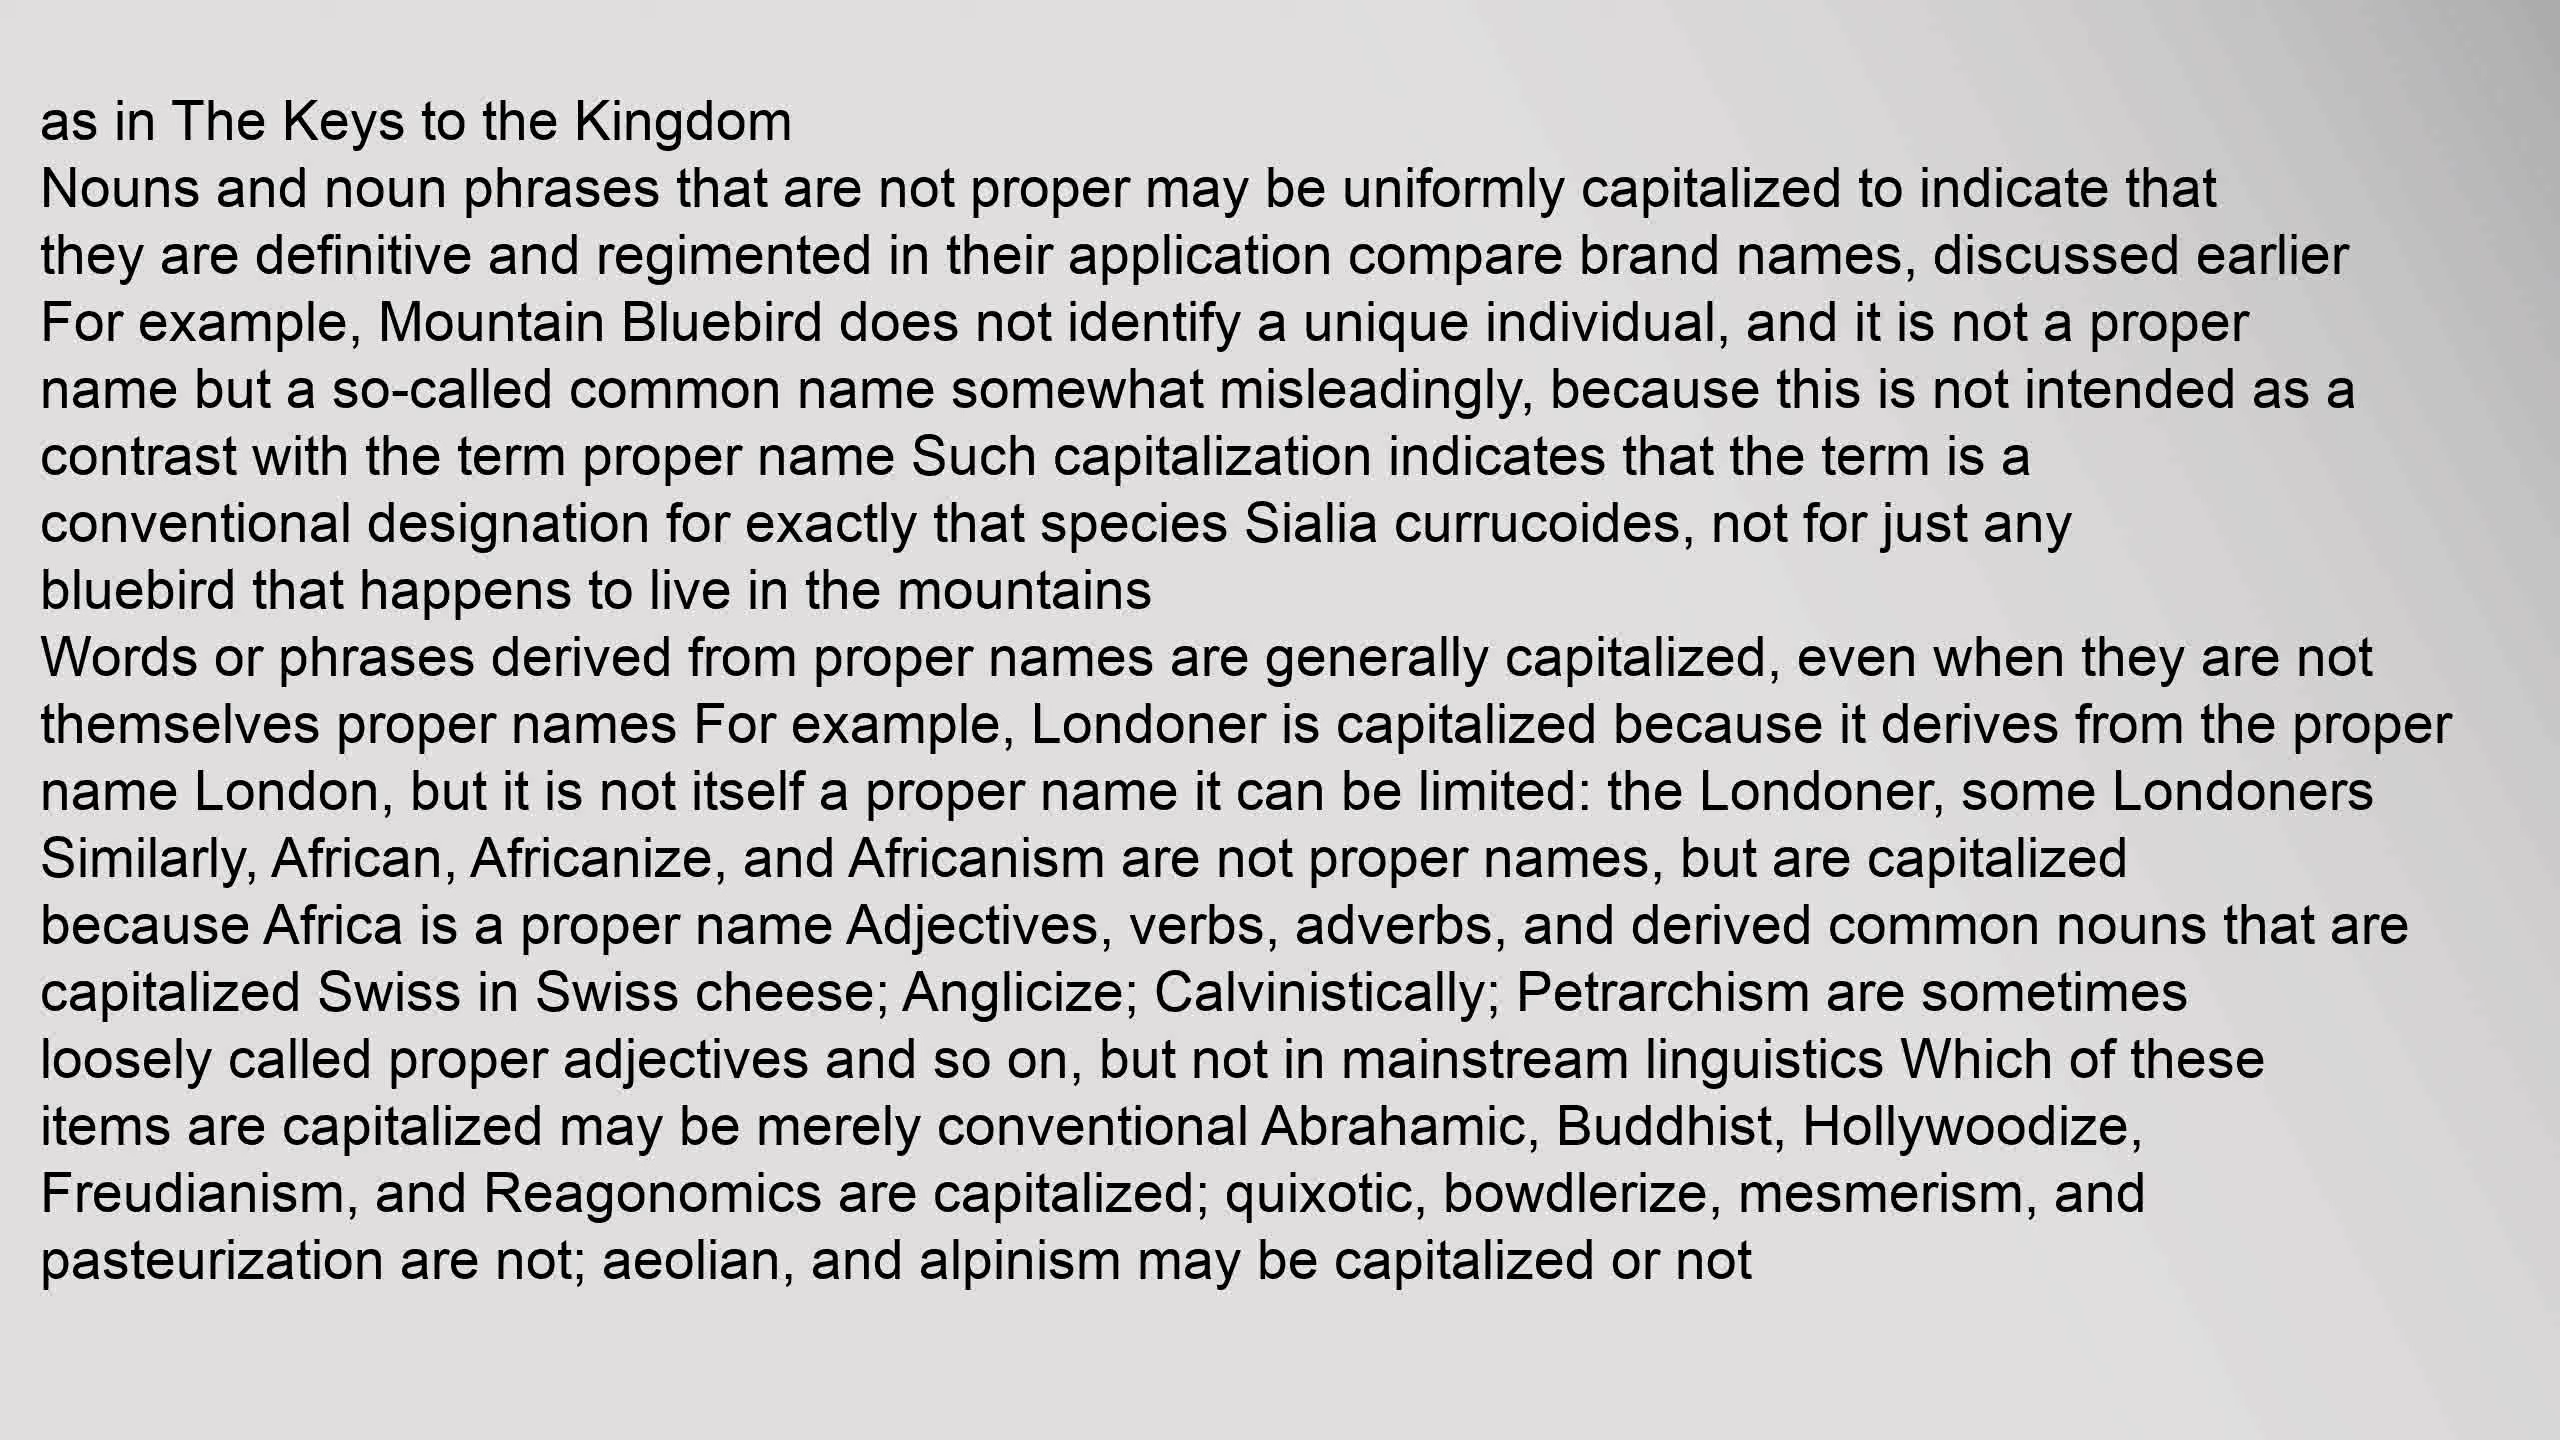 as in The Keys to the Kingdom
Nouns and noun phrases that are not proper may be uniformly capitalized to indicate that
they are definitive and regimented in their application compare brand names, discussed earlier
For example, Mountain Bluebird does not identify a unique individual, and it is not a proper
name but a so-called common name somewhat misleadingly, because this is not intended as a
contrast with the term proper name Such capitalization indicates that the term is a
conventional designation for exactly that species Sialia currucoides, not for just any
bluebird that happens to live in the mountains
Words or phrases derived from proper names are generally capitalized, even when they are not
themselves proper names For example, Londoner is capitalized because it derives from the proper
name London, but it is not itself a proper name it can be limited: the Londoner, some Londoners
Similarly, African, Africanize, and Africanism are not proper names, but are capitalized
because Africa is a proper name Adjectives, verbs, adverbs, and derived common nouns that are
capitalized Swiss in Swiss cheese; Anglicize; Calvinistically; Petrarchism are sometimes
loosely called proper adjectives and so on, but not in mainstream linguistics Which of these
items are capitalized may be merely conventional Abrahamic, Buddhist, Hollywoodize,
Freudianism, and Reagonomics are capitalized; quixotic, bowdlerize, mesmerism, and
pasteurization are not; aeolian, and alpinism may be capitalized or not